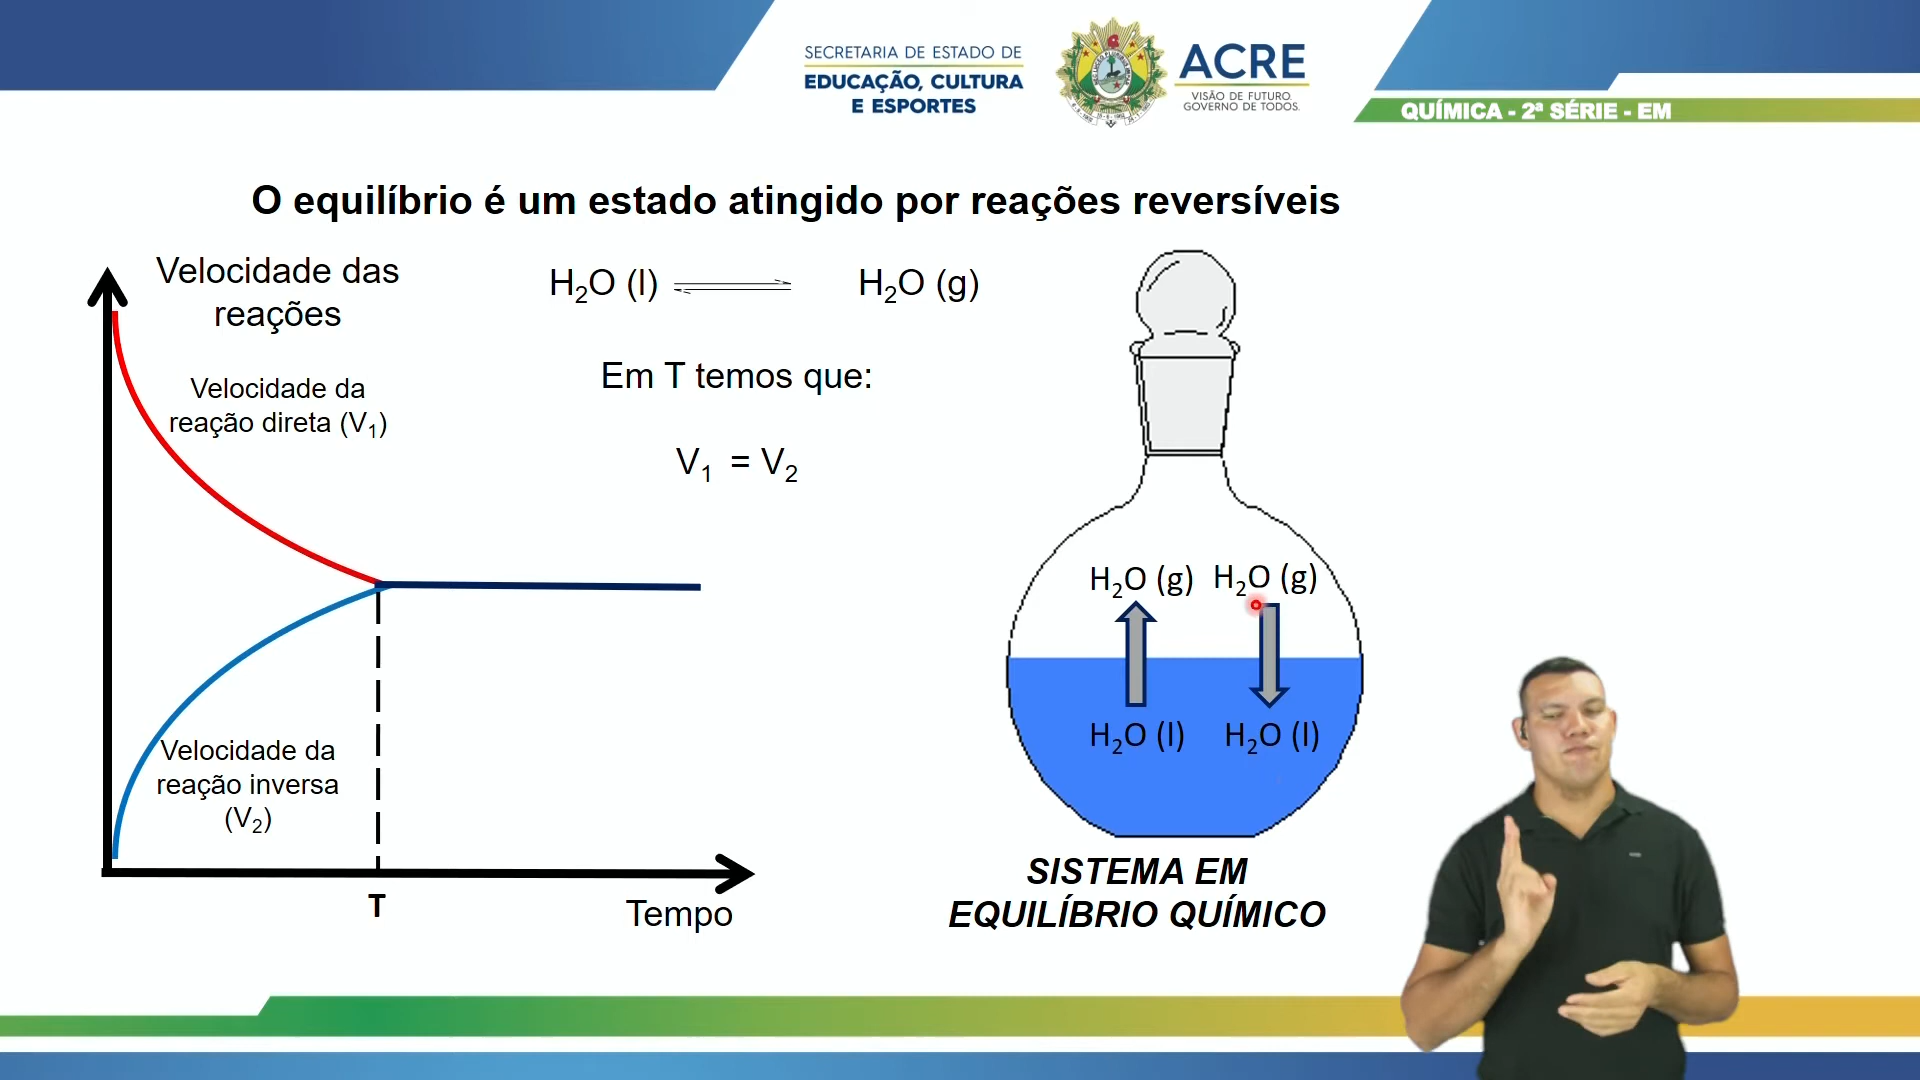 SECRETARIA DE ESTADO DE
EDUCAÇÃO, CULTURA
E ESPORTES
ACRE
VISÃO DE FUTURO.
GOVERNO DE TODOS.
QUÍMICA - 2ª SÉRIE - EM
O equilíbrio é um estado atingido por reações reversíveis
Velocidade das
reações
H₂O (l) ⇌ H₂O (g)
Velocidade da
reação direta (V₁)
Em T temos que:
V₁ = V₂
Velocidade da
reação inversa
(V₂)
T
Tempo
H₂O (g) H₂O (g)
H₂O (l) H₂O (l)
SISTEMA EM
EQUILÍBRIO QUÍMICO